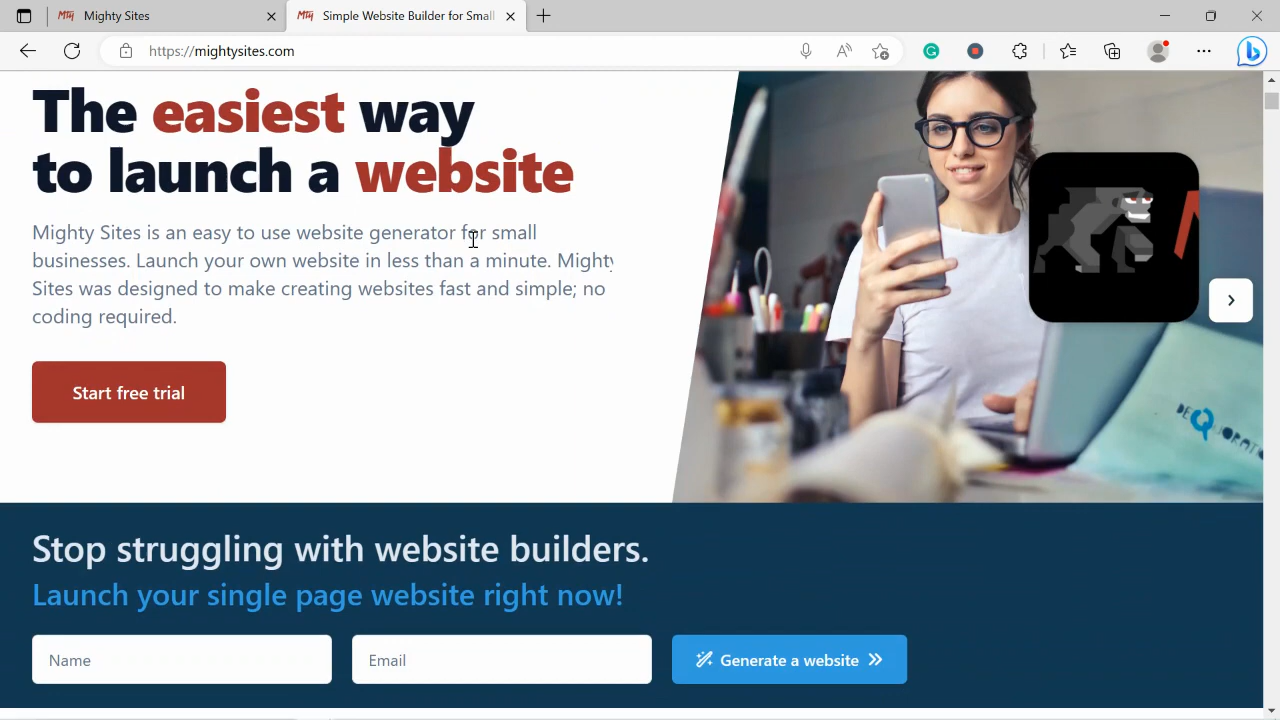 Mighty Sites
Simple Website Builder for Small
https://mightysites.com
The easiest way
to launch a website
Mighty Sites is an easy to use website generator for small
businesses. Launch your own website in less than a minute. Mighty
Sites was designed to make creating websites fast and simple; no
coding required.
Start free trial
Stop struggling with website builders.
Launch your single page website right now!
Name
Email
Generate a website